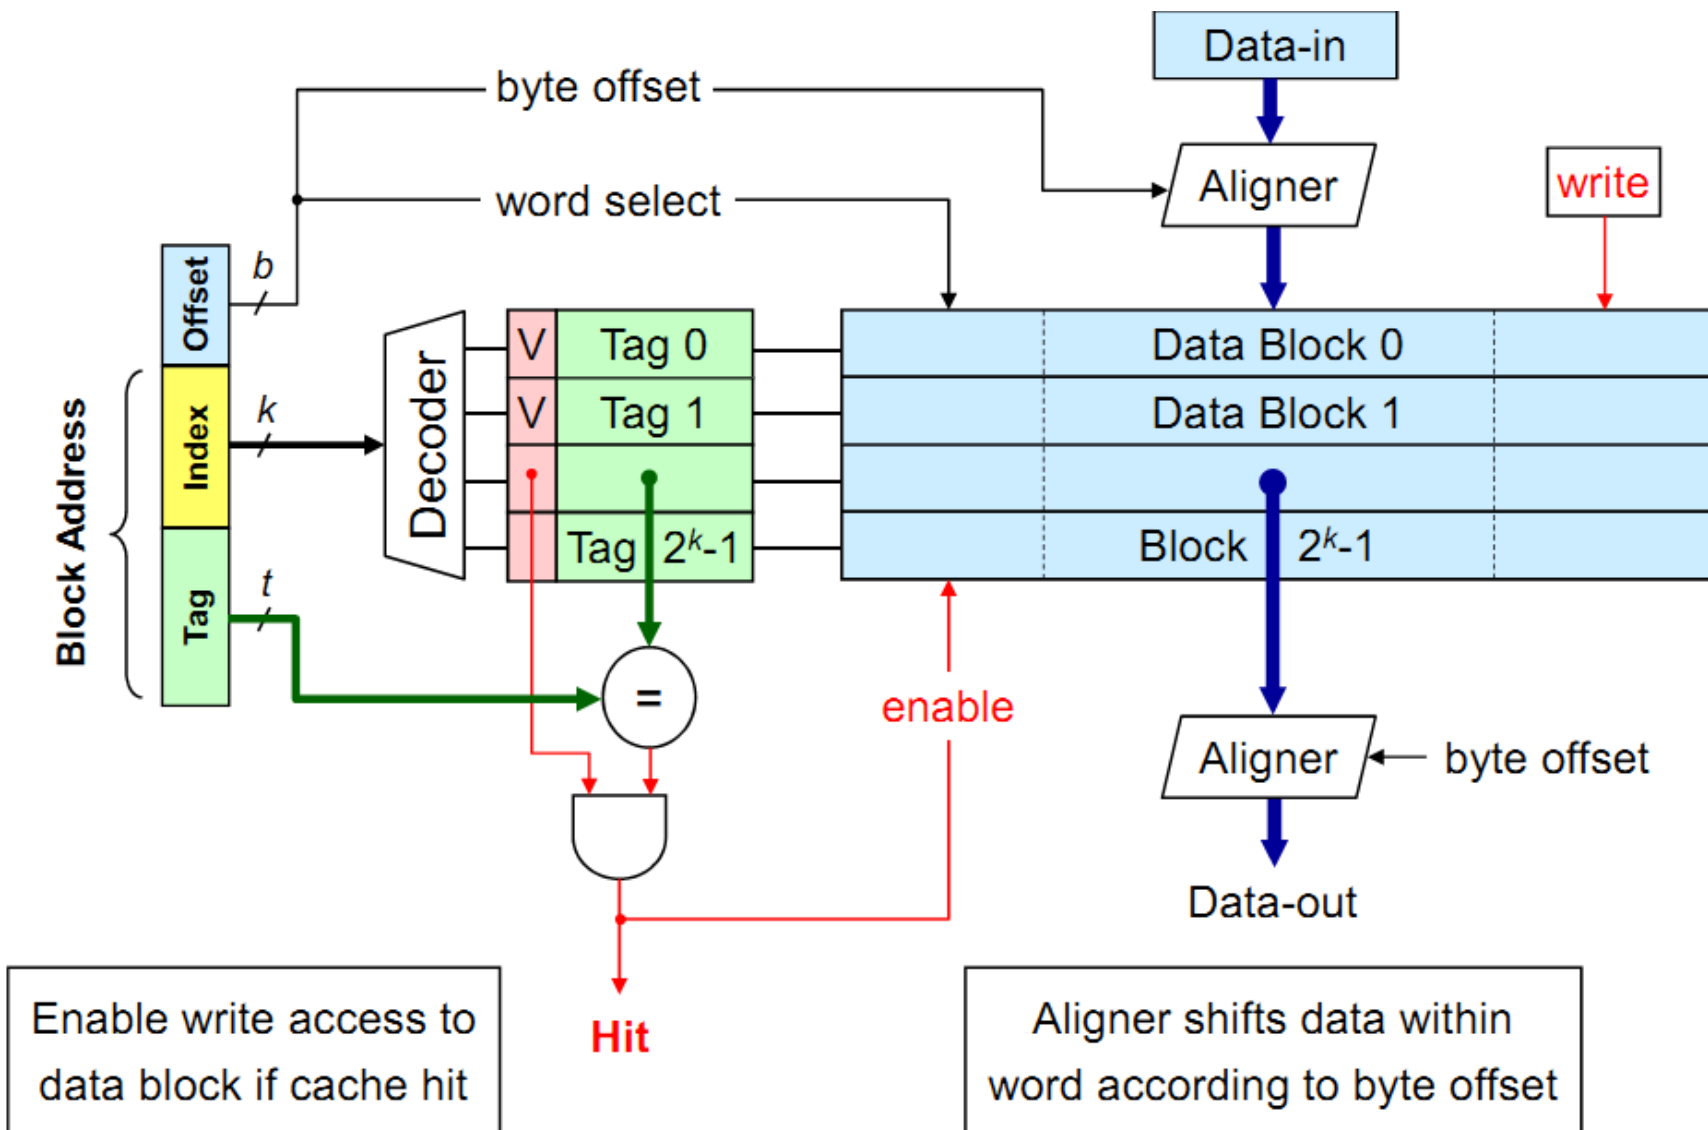 Data-in
byte offset
Aligner
write
word select
b
Offset
V
Tag 0
Data Block 0
Decoder
V
Tag 1
Data Block 1
k
Index
Block Address
Tag 2ᵏ-1
Block 2ᵏ-1
t
Tag
=
enable
Aligner
byte offset
Data-out
Hit
Enable write access to
data block if cache hit
Aligner shifts data within
word according to byte offset